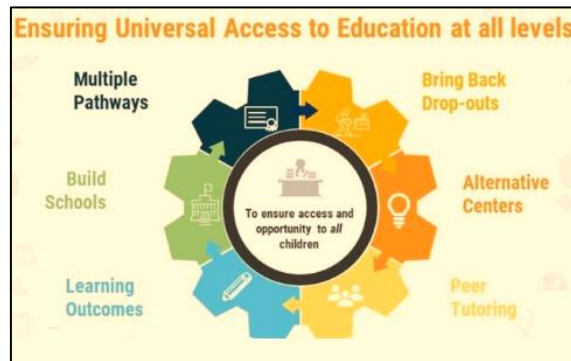 Ensuring Universal Access to Education at all levels
Multiple
Pathways
Bring Back
Drop-outs
Build
Schools
To ensure access and
opportunity to all
children
Alternative
Centers
Learning
Outcomes
Peer
Tutoring